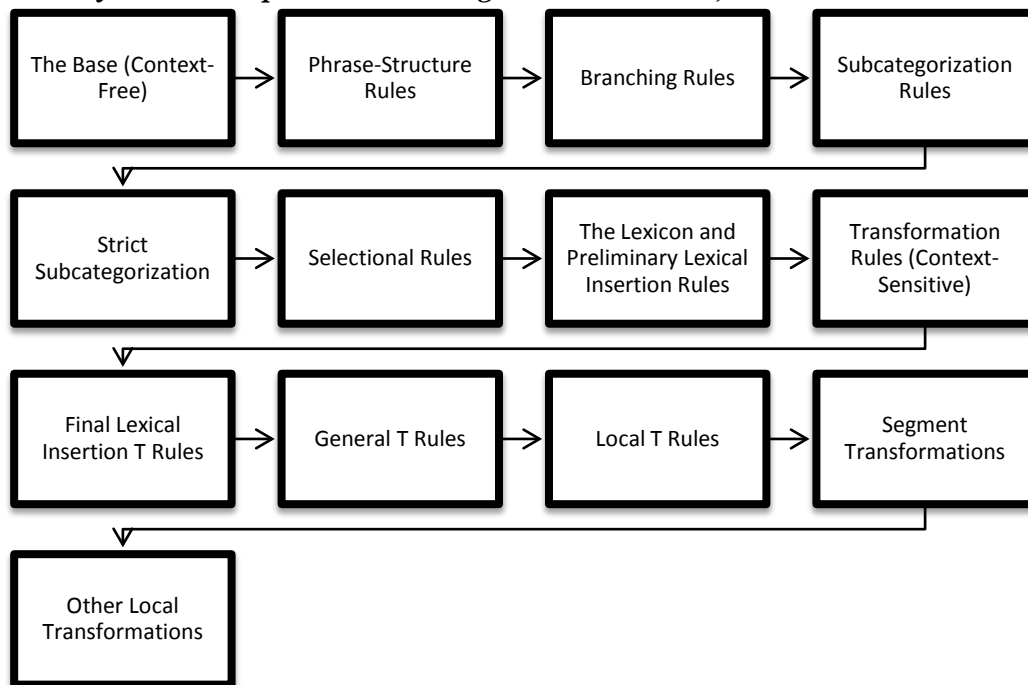 The Base (Context-
Free)
Phrase-Structure
Rules
Branching Rules
Subcategorization
Rules
Strict
Subcategorization
Selectional Rules
The Lexicon and
Preliminary Lexical
Insertion Rules
Transformation
Rules (Context-
Sensitive)
Final Lexical
Insertion T Rules
General T Rules
Local T Rules
Segment
Transformations
Other Local
Transformations